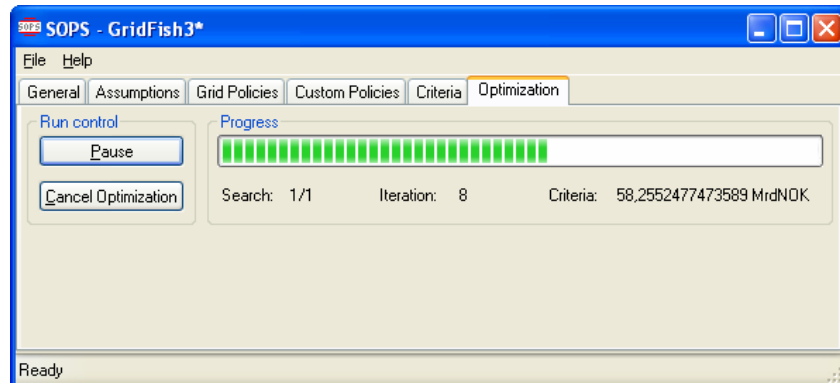 SOPS SOPS - GridFish3*
File Help
General Assumptions Grid Policies Custom Policies Criteria Optimization
Run control Progress
Pause
Cancel Optimization Search: 1/1 Iteration: 8 Criteria: 58,2552477473589 MrdNOK
Ready